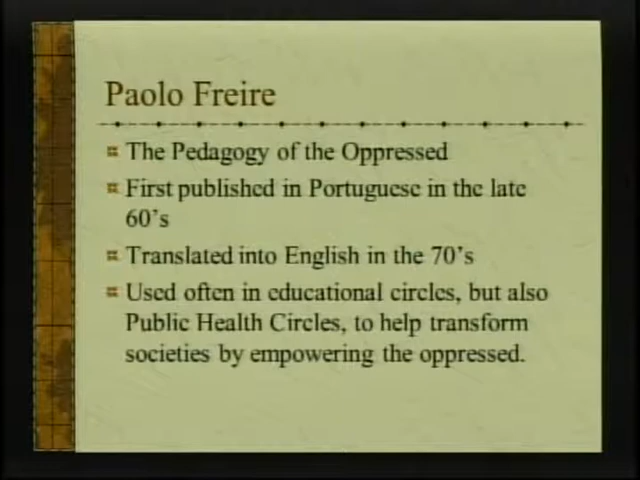 Paolo Freire
The Pedagogy of the Oppressed
First published in Portuguese in the late
60's
Translated into English in the 70's
Used often in educational circles, but also
Public Health Circles, to help transform
societies by empowering the oppressed.